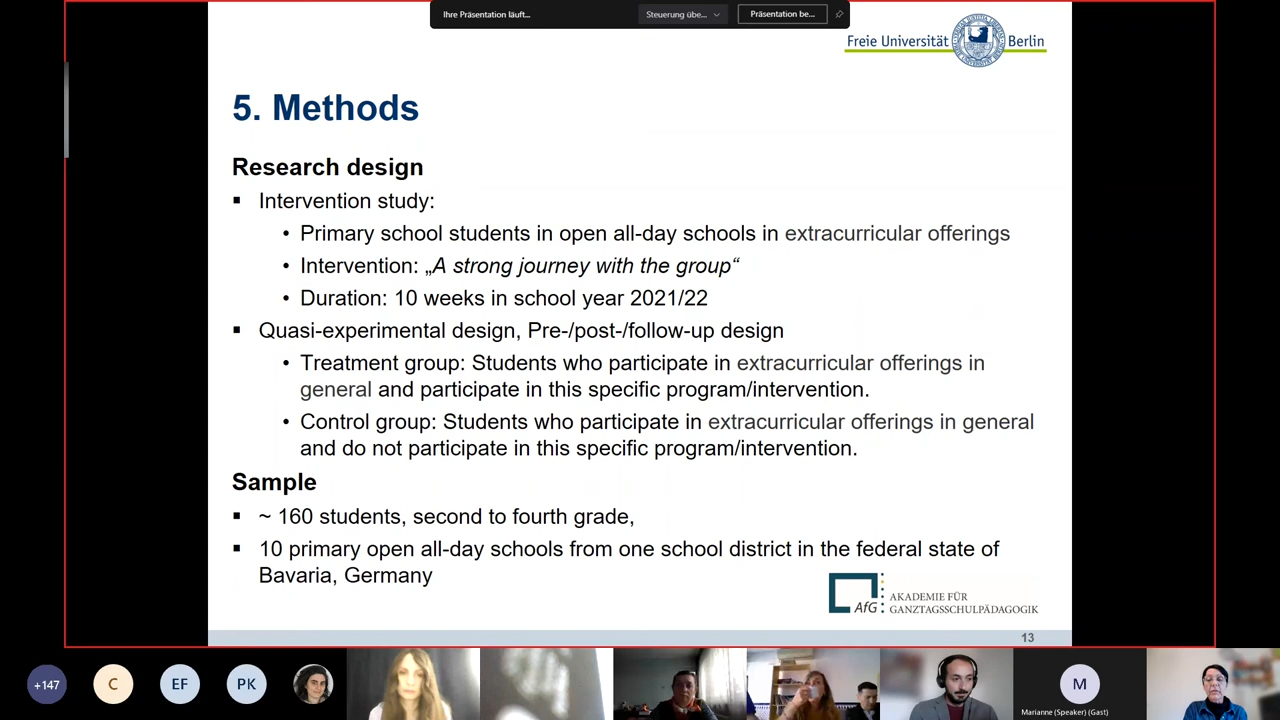 Ihre Präsentation läuft...
Steuerung übe...
Präsentation be...
Freie Universität Berlin
5. Methods
Research design
▪ Intervention study:
• Primary school students in open all-day schools in extracurricular offerings
• Intervention: „A strong journey with the group“
• Duration: 10 weeks in school year 2021/22
▪ Quasi-experimental design, Pre-/post-/follow-up design
• Treatment group: Students who participate in extracurricular offerings in
general and participate in this specific program/intervention.
• Control group: Students who participate in extracurricular offerings in general
and do not participate in this specific program/intervention.
Sample
▪ ~ 160 students, second to fourth grade,
▪ 10 primary open all-day schools from one school district in the federal state of
Bavaria, Germany
AfG
AKADEMIE FÜR
GANZTAGSSCHULPÄDAGOGIK
13
+147
C
EF
PK
M
Marianne (Speaker) (Gast)